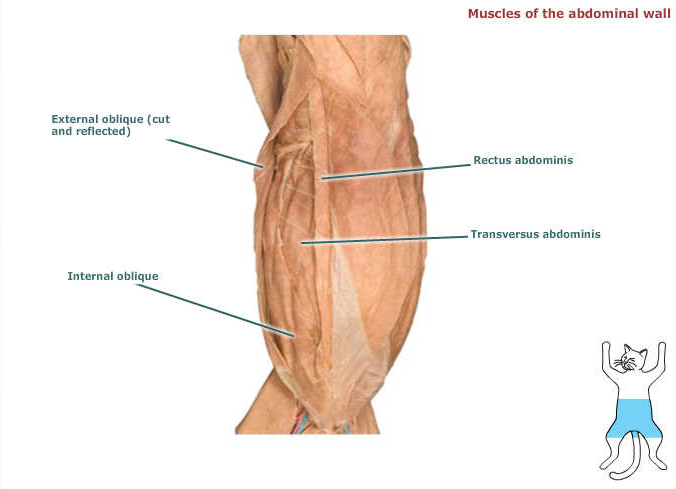 Muscles of the abdominal wall
External oblique (cut
and reflected)
Rectus abdominis
Transversus abdominis
Internal oblique